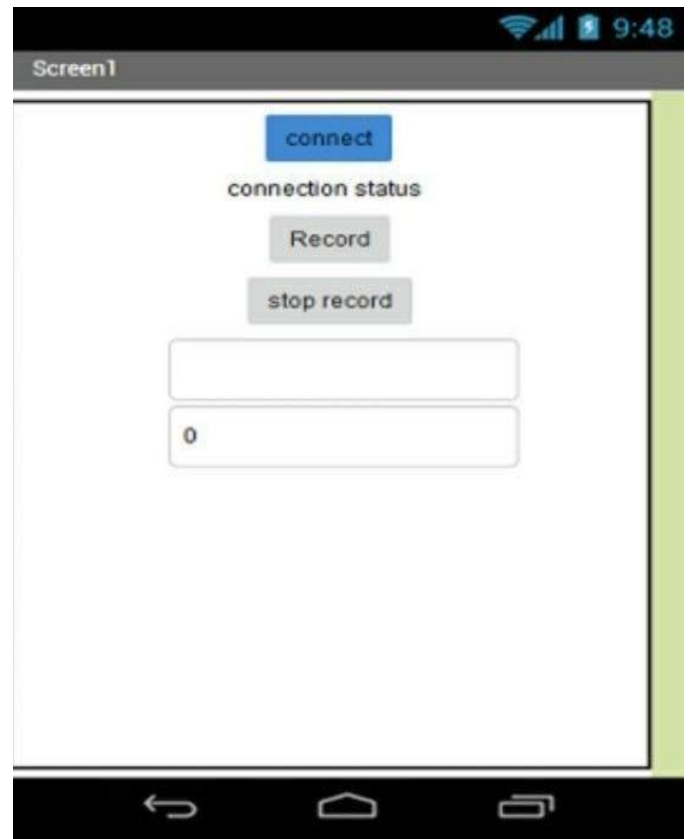 9:48
Screen1
connect
connection status
Record
stop record
0